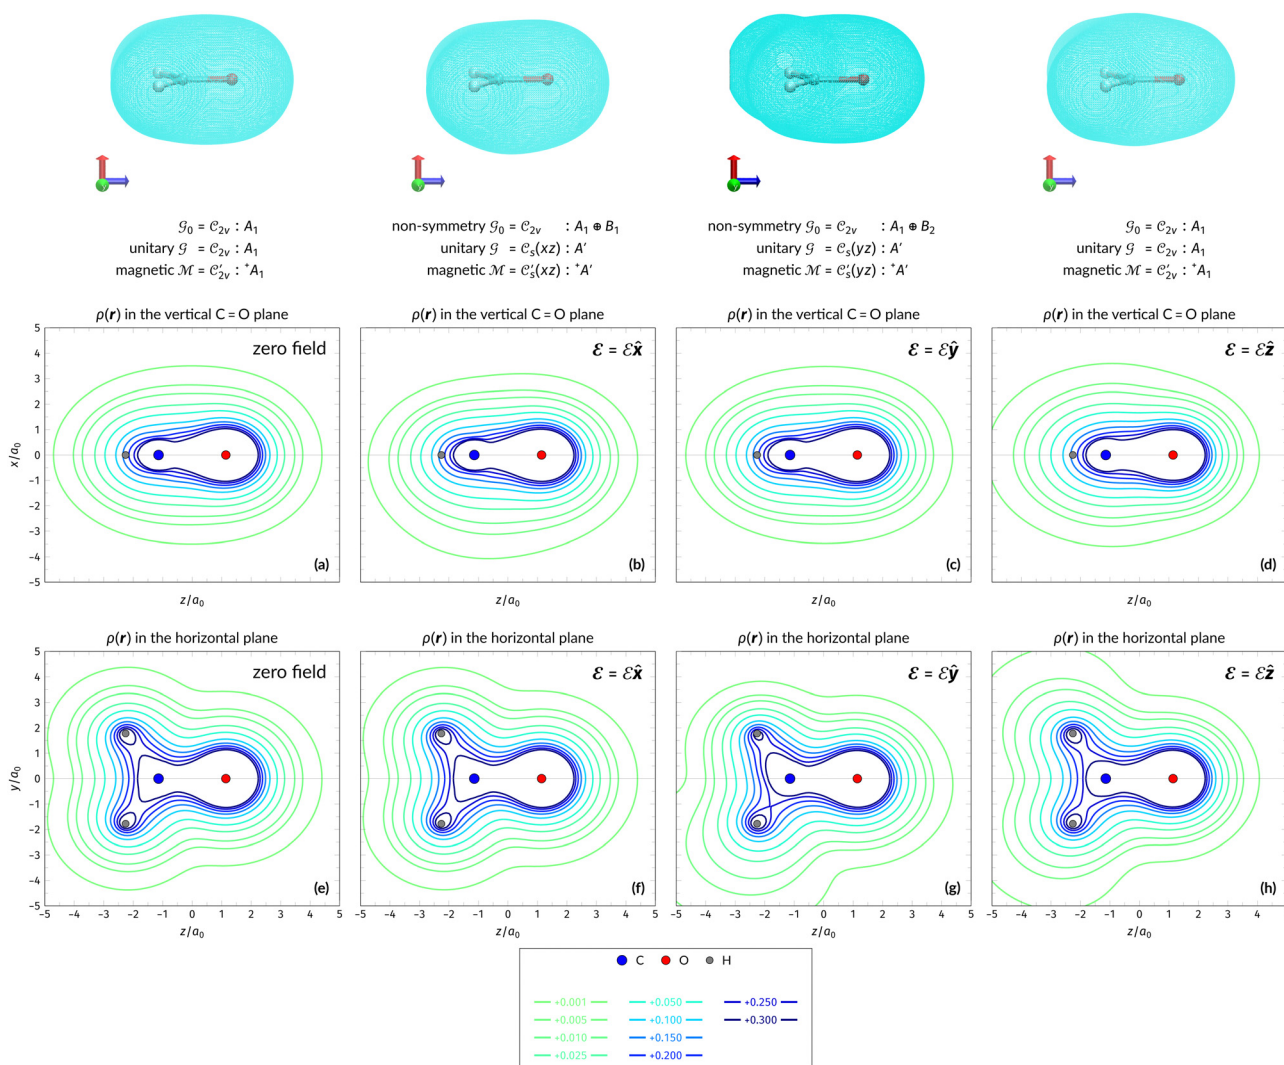 𝒢₀ = 𝒞₂ᵥ : A₁
unitary 𝒢 = 𝒞₂ᵥ : A₁
magnetic ℳ = 𝒞′₂ᵥ : ⁺A₁
non-symmetry 𝒢₀ = 𝒞₂ᵥ : A₁ ⊕ B₁
unitary 𝒢 = 𝒞ₛ(xz) : A′
magnetic ℳ = 𝒞′ₛ(xz) : ⁺A′
non-symmetry 𝒢₀ = 𝒞₂ᵥ : A₁ ⊕ B₂
unitary 𝒢 = 𝒞ₛ(yz) : A′
magnetic ℳ = 𝒞′ₛ(yz) : ⁺A′
𝒢₀ = 𝒞₂ᵥ : A₁
unitary 𝒢 = 𝒞₂ᵥ : A₁
magnetic ℳ = 𝒞′₂ᵥ : ⁺A₁
ρ(r) in the vertical C = O plane
ρ(r) in the vertical C = O plane
ρ(r) in the vertical C = O plane
ρ(r) in the vertical C = O plane
zero field
ℰ = ℰx̂
ℰ = ℰŷ
ℰ = ℰẑ
x/a₀
5
4
3
2
1
0
−1
−2
−3
−4
−5
(a)
(b)
(c)
(d)
z/a₀
z/a₀
z/a₀
z/a₀
ρ(r) in the horizontal plane
ρ(r) in the horizontal plane
ρ(r) in the horizontal plane
ρ(r) in the horizontal plane
zero field
ℰ = ℰx̂
ℰ = ℰŷ
ℰ = ℰẑ
y/a₀
5
4
3
2
1
0
−1
−2
−3
−4
−5
(e)
(f)
(g)
(h)
−5 −4 −3 −2 −1 0 1 2 3 4 5
−5 −4 −3 −2 −1 0 1 2 3 4 5
−5 −4 −3 −2 −1 0 1 2 3 4 5
−5 −4 −3 −2 −1 0 1 2 3 4
z/a₀
z/a₀
z/a₀
z/a₀
C O H
+0.001 +0.050 +0.250
+0.005 +0.100 +0.300
+0.010 +0.150
+0.025 +0.200